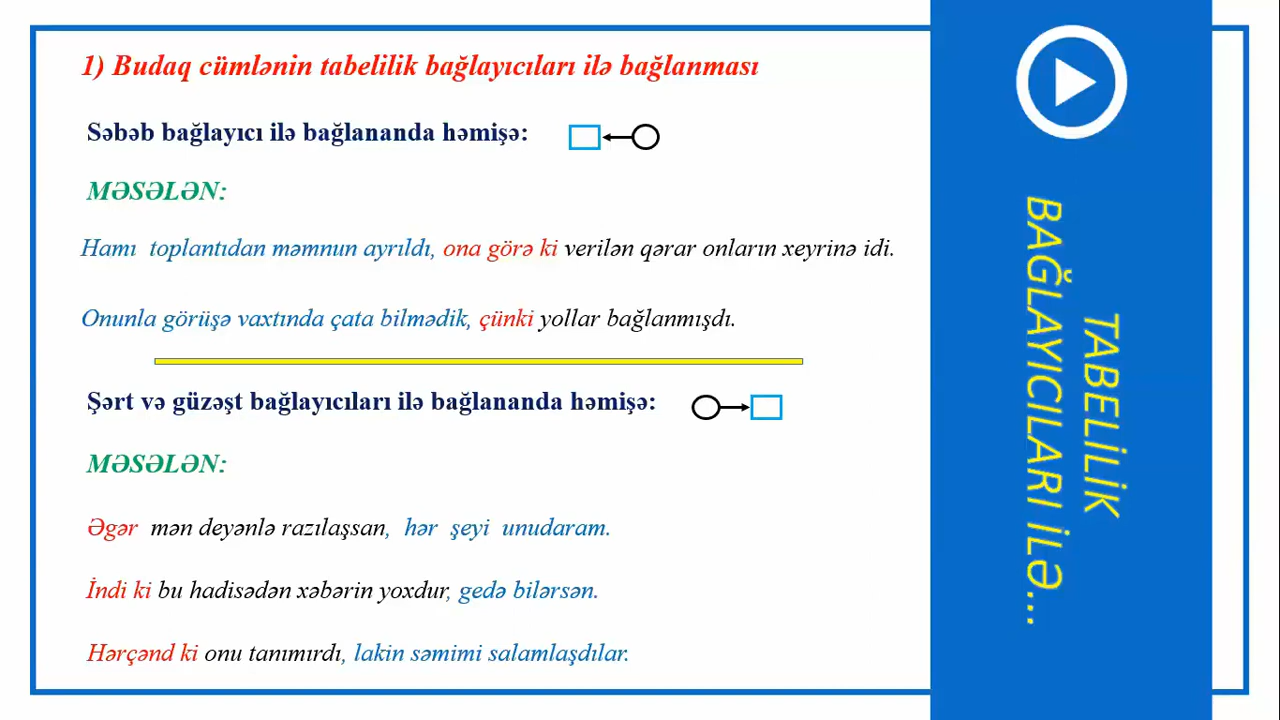 1) Budaq cümlənin tabelilik bağlayıcıları ilə bağlanması
Səbəb bağlayıcı ilə bağlananda həmişə:
MƏSƏLƏN:
Hamı toplantıdan məmnun ayrıldı, ona görə ki verilən qərar onların xeyrinə idi.
Onunla görüşə vaxtında çata bilmədik, çünki yollar bağlanmışdı.
Şərt və güzəşt bağlayıcıları ilə bağlananda həmişə:
MƏSƏLƏN:
Əgər mən deyənlə razılaşsan, hər şeyi unudaram.
İndi ki bu hadisədən xəbərin yoxdur, gedə bilərsən.
Hərçənd ki onu tanımırdı, lakin səmimi salamlaşdılar.
TABELİLİK
BAĞLAYICILARI İLƏ...